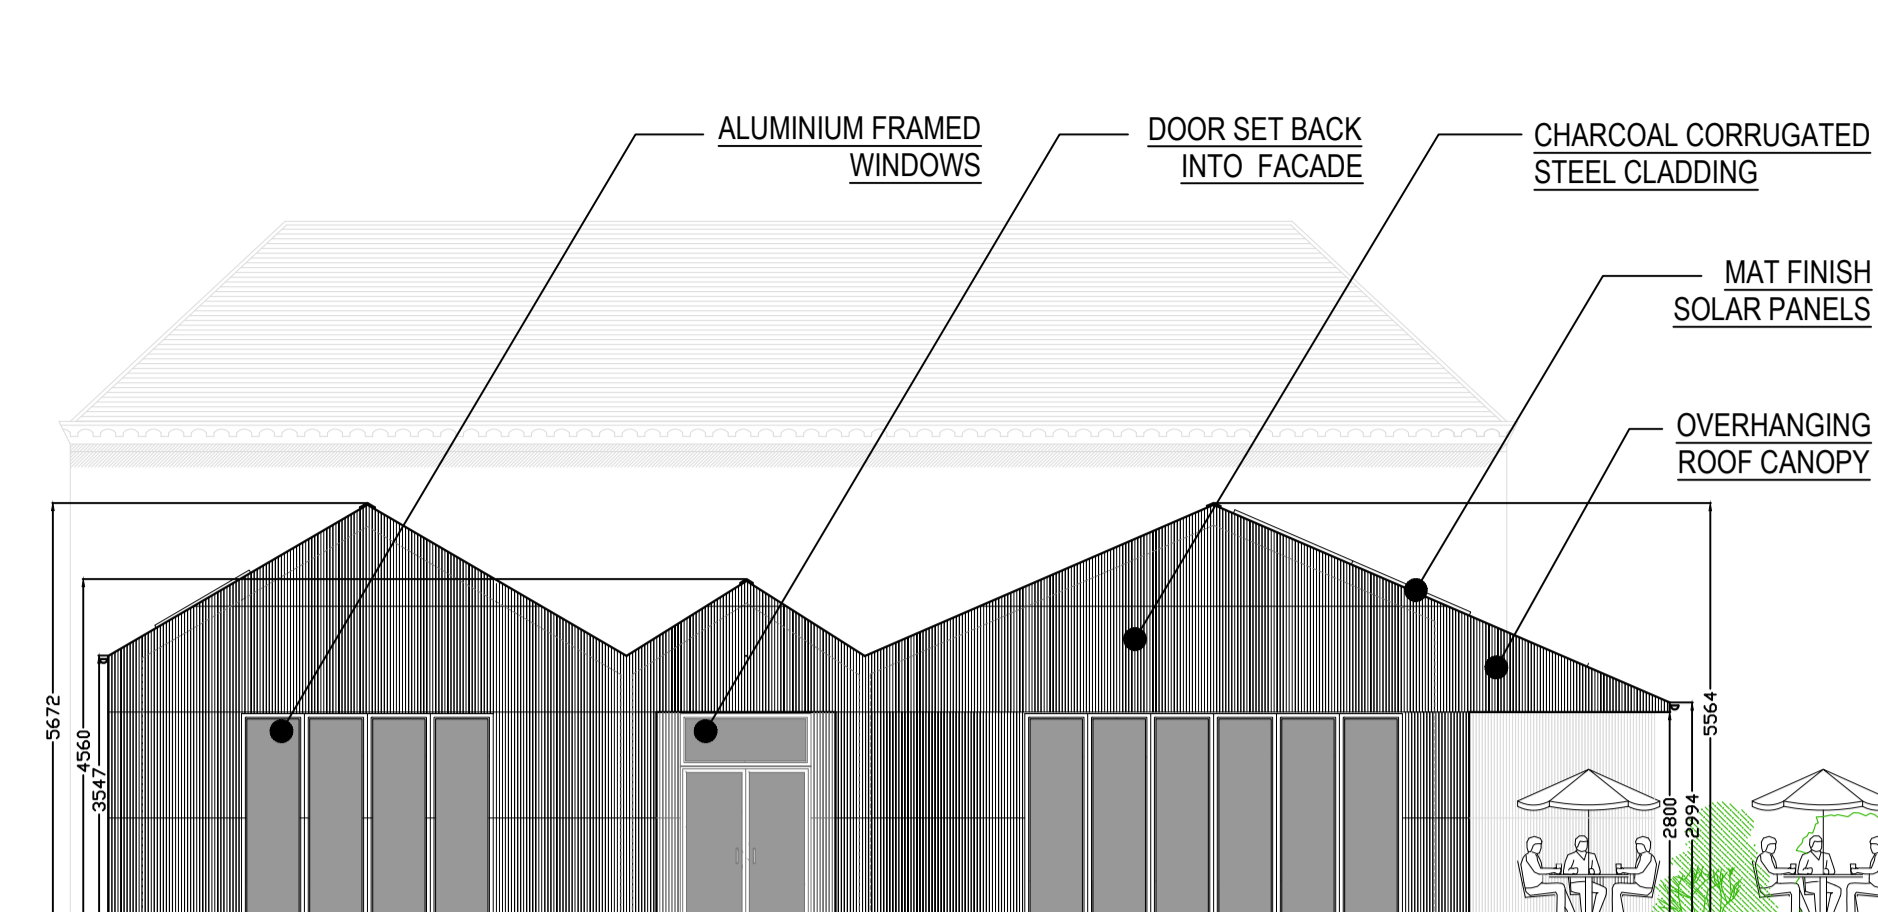 ALUMINIUM FRAMED
WINDOWS
DOOR SET BACK
INTO FACADE
CHARCOAL CORRUGATED
STEEL CLADDING
MAT FINISH
SOLAR PANELS
OVERHANGING
ROOF CANOPY
5672
4560
3547
2800
2994
5564